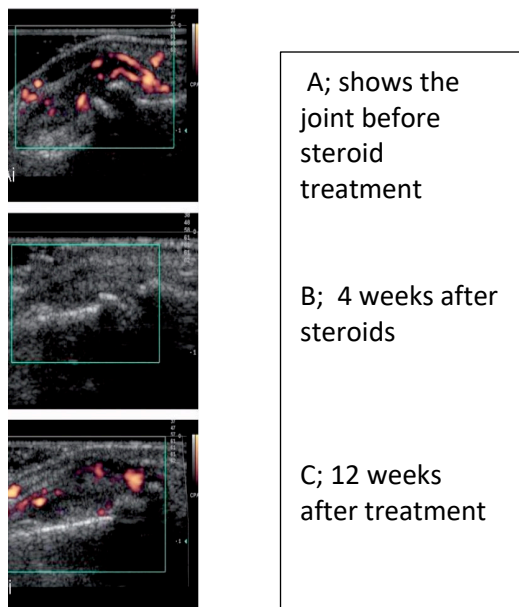 A; shows the
joint before
steroid
treatment
B; 4 weeks after
steroids
C; 12 weeks
after treatment